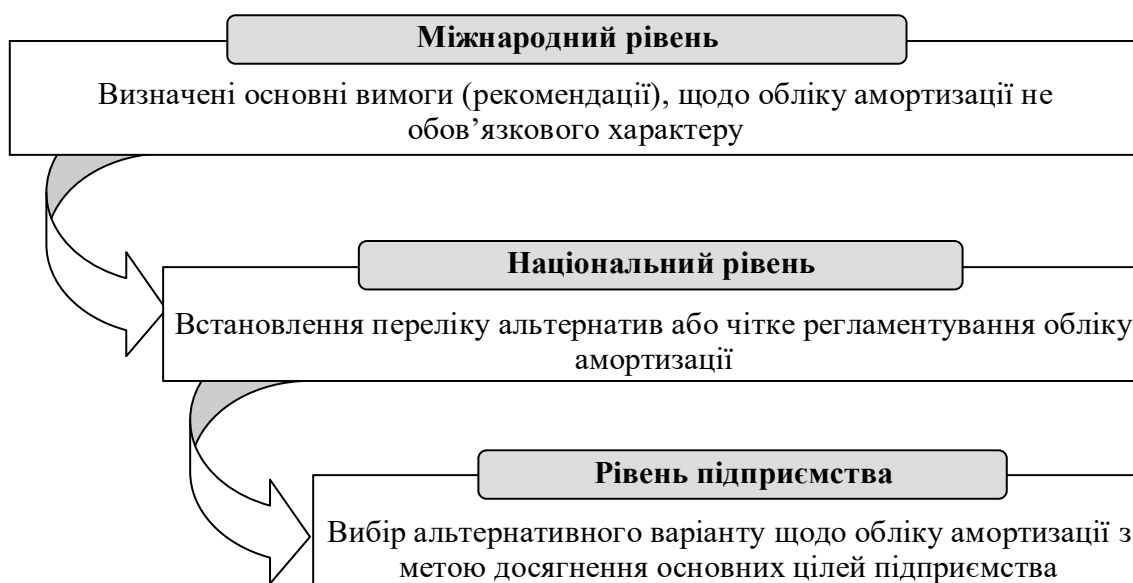 Міжнародний рівень
Визначені основні вимоги (рекомендації), щодо обліку амортизації не
обов’язкового характеру
Національний рівень
Встановлення переліку альтернатив або чітке регламентування обліку
амортизації
Рівень підприємства
Вибір альтернативного варіанту щодо обліку амортизації з
метою досягнення основних цілей підприємства